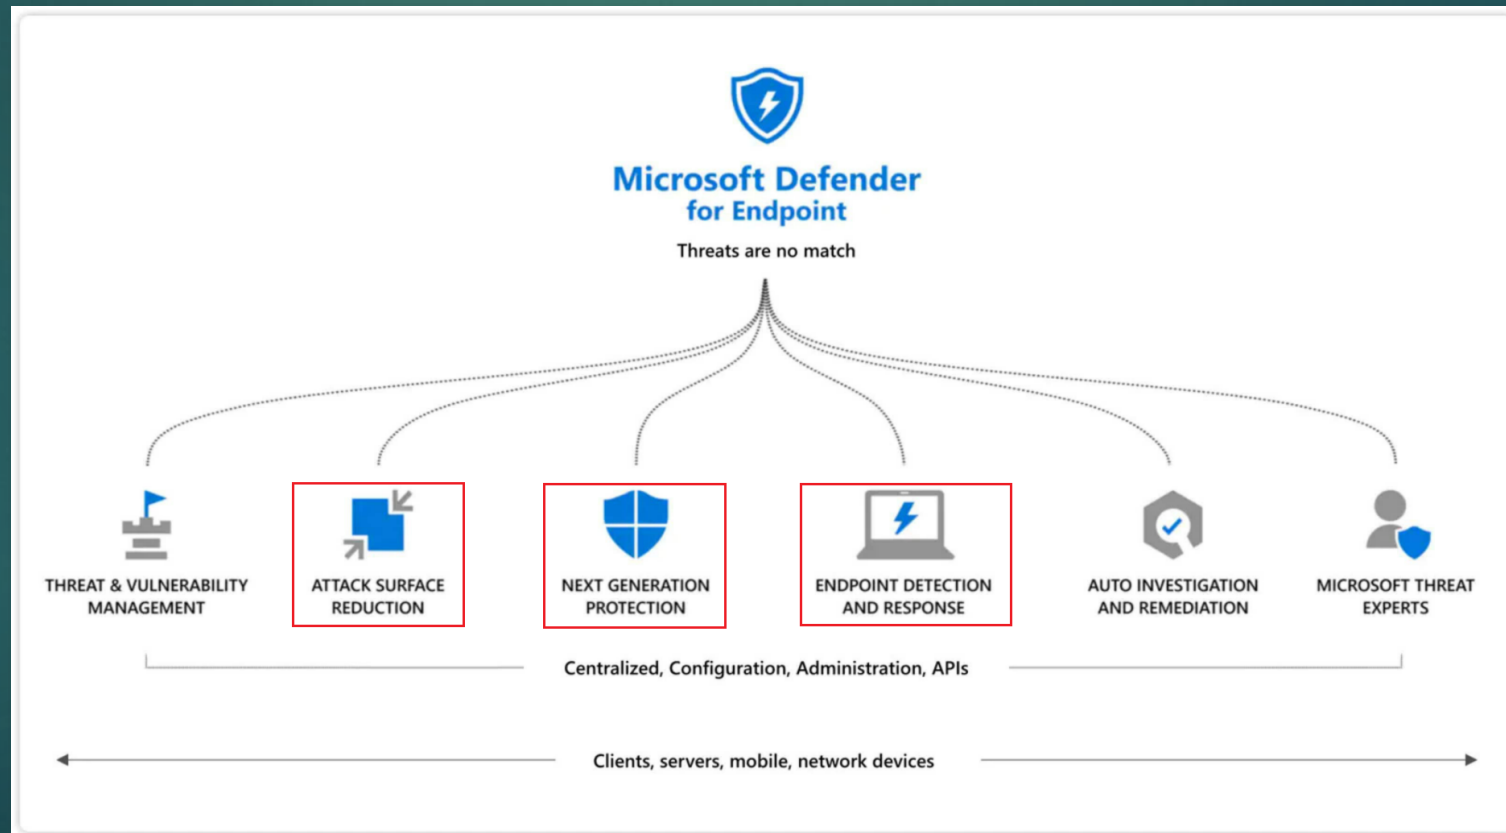 Microsoft Defender
for Endpoint
Threats are no match
THREAT & VULNERABILITY
MANAGEMENT
ATTACK SURFACE
REDUCTION
NEXT GENERATION
PROTECTION
ENDPOINT DETECTION
AND RESPONSE
AUTO INVESTIGATION
AND REMEDIATION
MICROSOFT THREAT
EXPERTS
Centralized, Configuration, Administration, APIs
Clients, servers, mobile, network devices